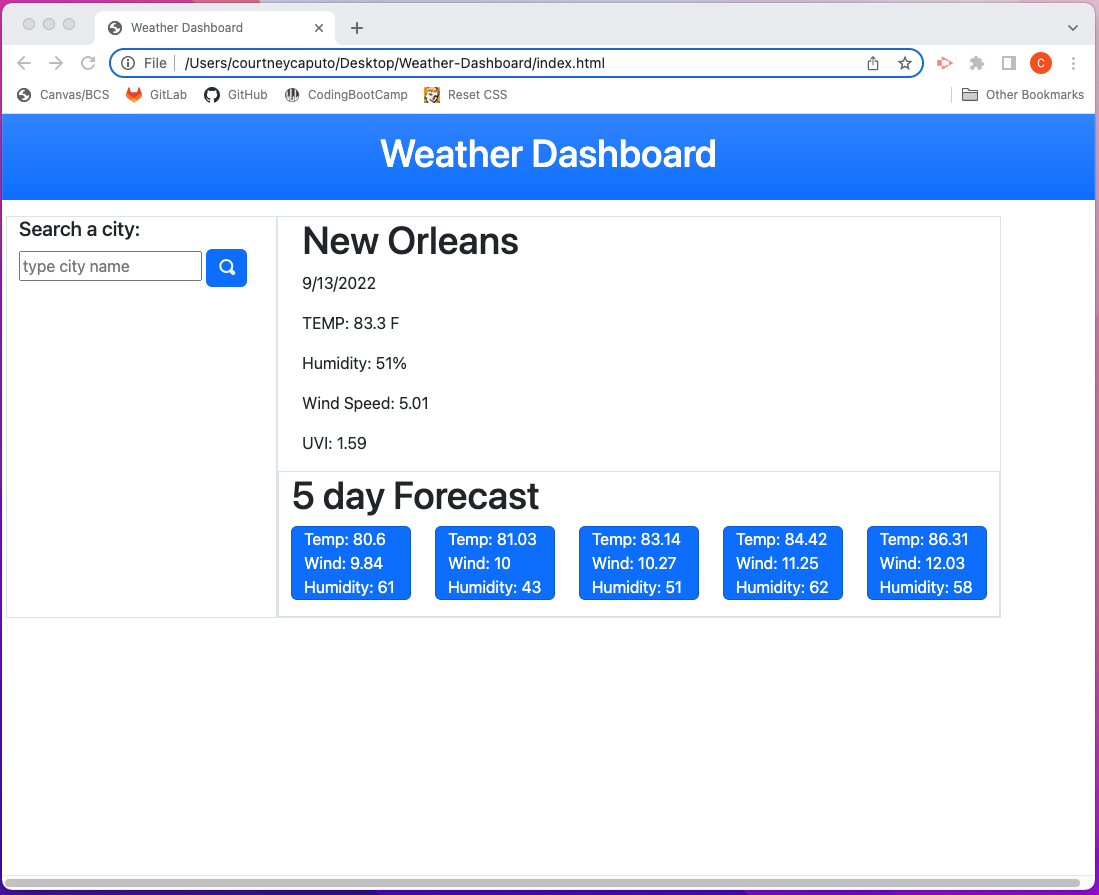 Weather Dashboard
File /Users/courtneycaputo/Desktop/Weather-Dashboard/index.html
C
Canvas/BCS GitLab GitHub CodingBootCamp Reset CSS Other Bookmarks
Weather Dashboard
Search a city:
type city name
New Orleans
9/13/2022
TEMP: 83.3 F
Humidity: 51%
Wind Speed: 5.01
UVI: 1.59
5 day Forecast
Temp: 80.6
Wind: 9.84
Humidity: 61
Temp: 81.03
Wind: 10
Humidity: 43
Temp: 83.14
Wind: 10.27
Humidity: 51
Temp: 84.42
Wind: 11.25
Humidity: 62
Temp: 86.31
Wind: 12.03
Humidity: 58